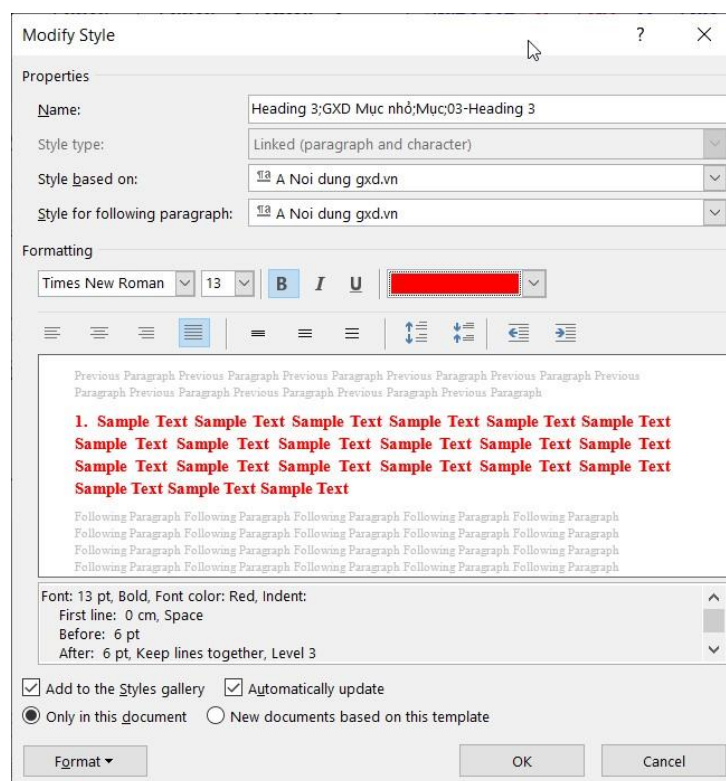 Modify Style
?
Properties
Name:
Heading 3;GXD Mục nhỏ;Mục;03-Heading 3
Style type:
Linked (paragraph and character)
Style based on:
¶a A Noi dung gxd.vn
Style for following paragraph:
¶a A Noi dung gxd.vn
Formatting
Times New Roman
13
B
I
U
Previous Paragraph Previous Paragraph Previous Paragraph Previous Paragraph Previous Paragraph Previous
Paragraph Previous Paragraph Previous Paragraph Previous Paragraph Previous Paragraph
1. Sample Text Sample Text Sample Text Sample Text Sample Text Sample Text
Sample Text Sample Text Sample Text Sample Text Sample Text Sample Text
Sample Text Sample Text Sample Text Sample Text Sample Text Sample Text
Sample Text Sample Text Sample Text
Following Paragraph Following Paragraph Following Paragraph Following Paragraph Following Paragraph
Following Paragraph Following Paragraph Following Paragraph Following Paragraph Following Paragraph
Following Paragraph Following Paragraph Following Paragraph Following Paragraph Following Paragraph
Following Paragraph Following Paragraph Following Paragraph Following Paragraph Following Paragraph
Font: 13 pt, Bold, Font color: Red, Indent:
First line: 0 cm, Space
Before: 6 pt
After: 6 pt, Keep lines together, Level 3
Add to the Styles gallery
Automatically update
Only in this document
New documents based on this template
Format
OK
Cancel